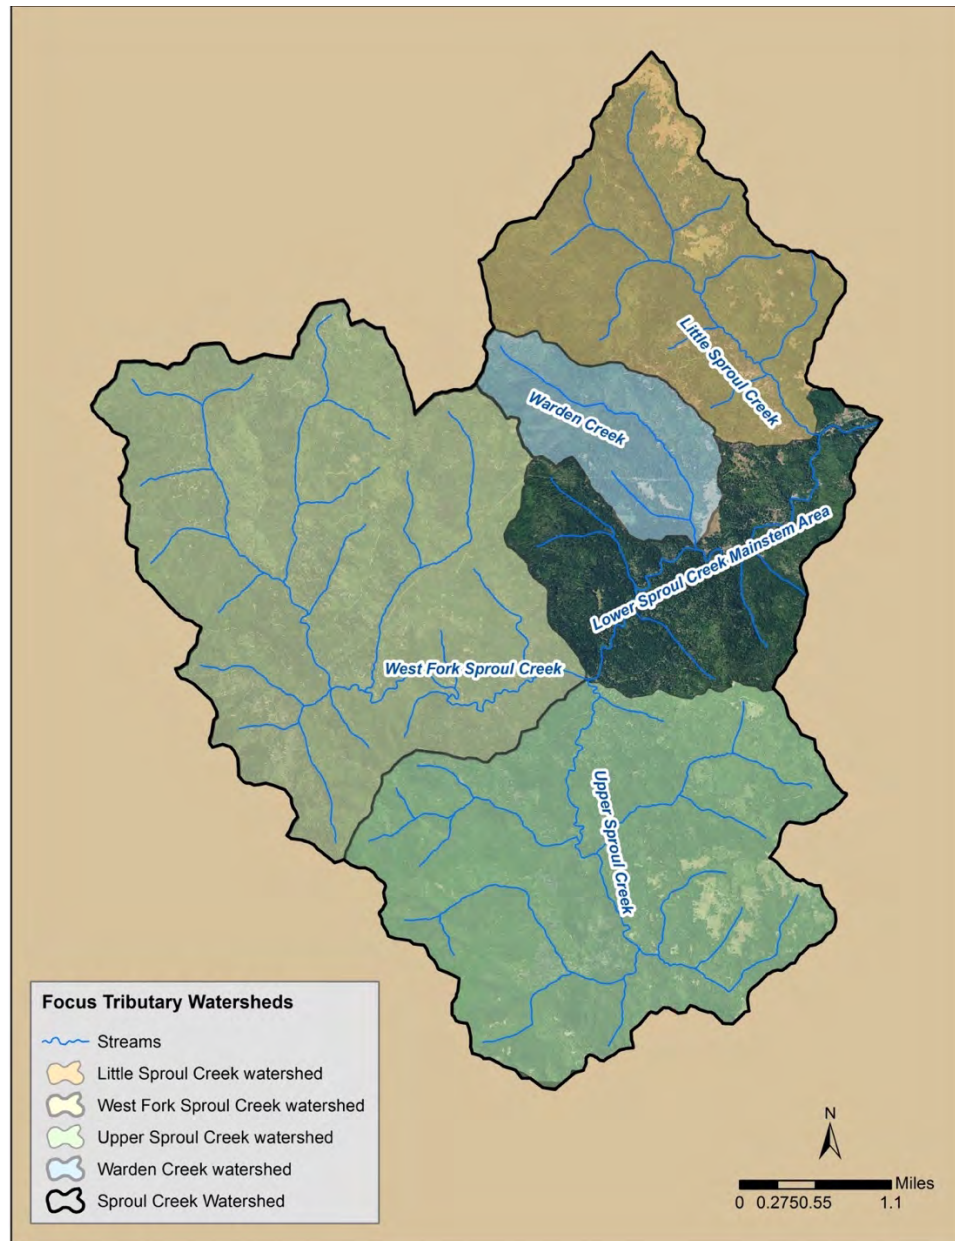 Little Sproul Creek
Warden Creek
Lower Sproul Creek Mainstem Area
West Fork Sproul Creek
Upper Sproul Creek
Focus Tributary Watersheds
Streams
Little Sproul Creek watershed
West Fork Sproul Creek watershed
Upper Sproul Creek watershed
Warden Creek watershed
Sproul Creek Watershed
N
Miles
0 0.2750.55 1.1